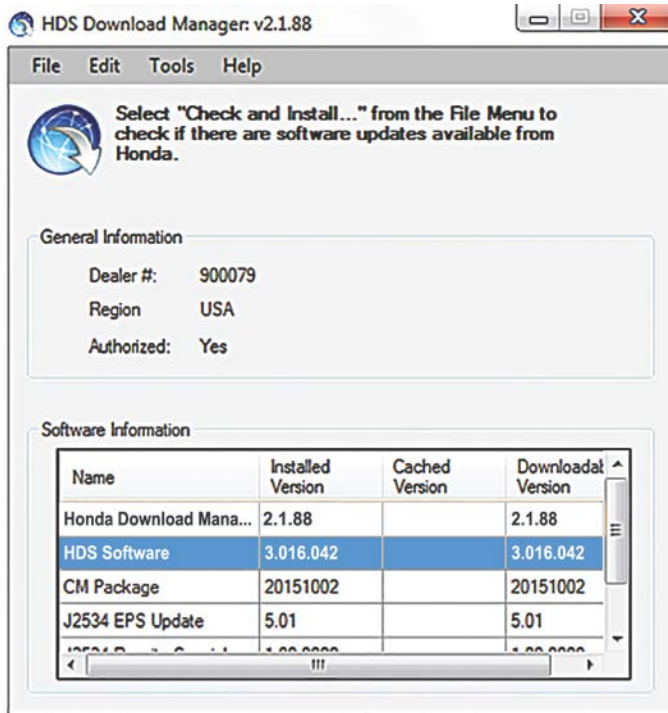 HDS Download Manager: v2.1.88
File Edit Tools Help
Select "Check and Install..." from the File Menu to
check if there are software updates available from
Honda.
General Information
Dealer #: 900079
Region USA
Authorized: Yes
Software Information
Name Installed Version Cached Version Downloadat Version
Honda Download Mana... 2.1.88 2.1.88
HDS Software 3.016.042 3.016.042
CM Package 20151002 20151002
J2534 EPS Update 5.01 5.01